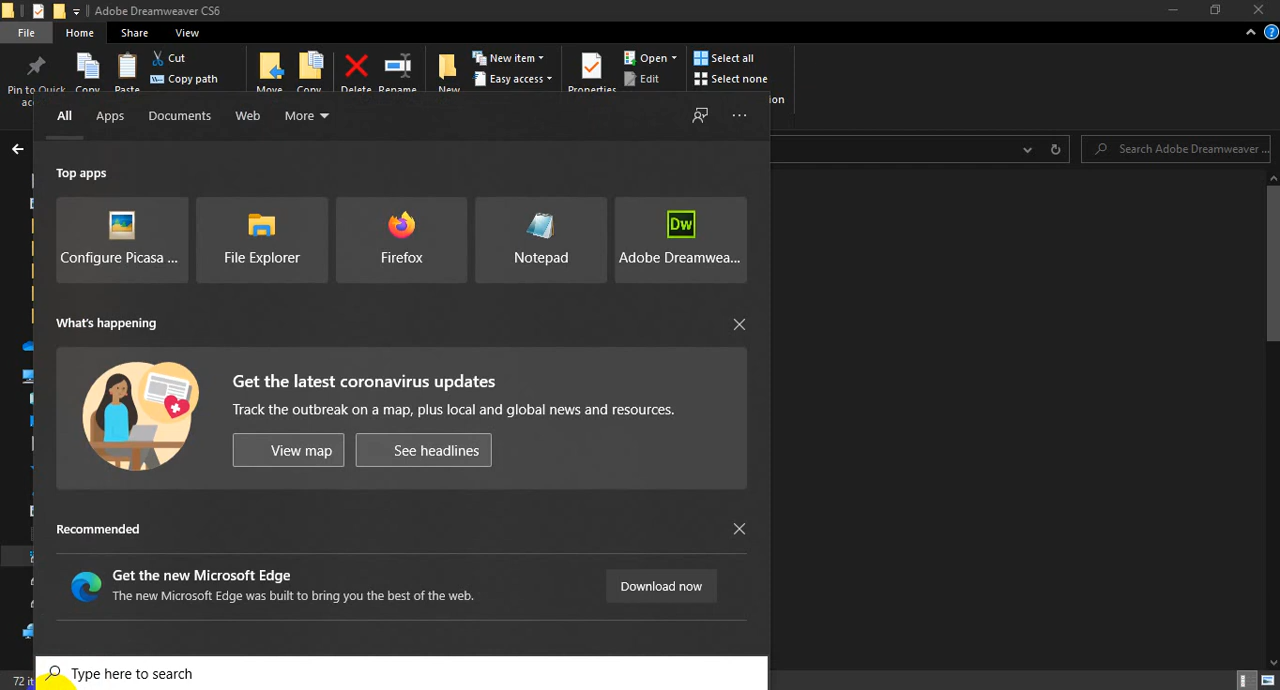 Adobe Dreamweaver CS6
File Home Share View
Pin to Quick
Copy Paste
Cut
Copy path
Move Copy Delete Rename
New
New item
Easy access
Properties
Open
Edit
Select all
Select none
All Apps Documents Web More
Search Adobe Dreamweaver ...
Top apps
Configure Picasa ...
File Explorer
Firefox
Notepad
Dw
Adobe Dreamwea...
What's happening
Get the latest coronavirus updates
Track the outbreak on a map, plus local and global news and resources.
View map
See headlines
Recommended
Get the new Microsoft Edge
The new Microsoft Edge was built to bring you the best of the web.
Download now
Type here to search
72